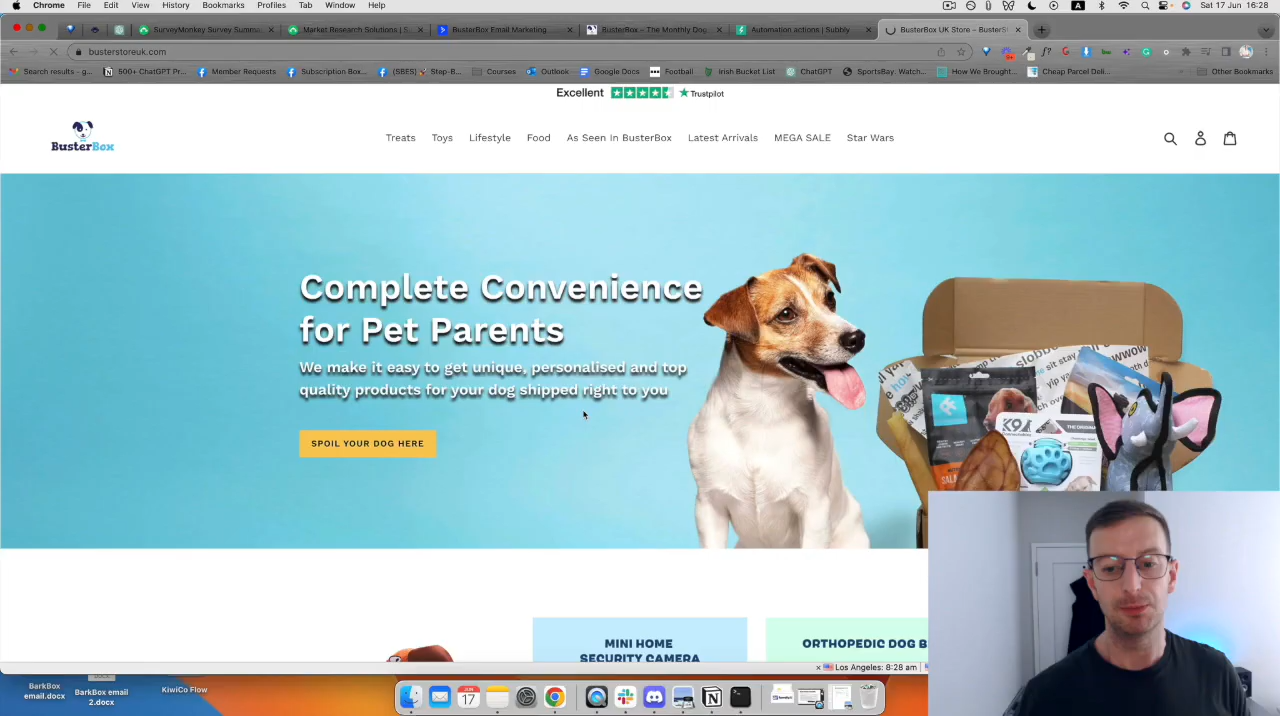 Chrome File Edit View History Bookmarks Profiles Tab Window Help
A Sat 17 Jun 16:28
SurveyMonkey Survey Summa
Market Research Solutions | S
BusterBox Email Marketing
BusterBox – The Monthly Dog
Automation actions | Subbly
BusterBox UK Store – BusterS
busterstoreuk.com
Search results - g... 500+ ChatGPT Pr... Member Requests Subscription Box... (SBES) Step-B... Courses Outlook Google Docs Football Irish Bucket List ChatGPT SportsBay: Watch... How We Brought... Cheap Parcel Deli... Other Bookmarks
Excellent Trustpilot
BusterBox
Treats Toys Lifestyle Food As Seen In BusterBox Latest Arrivals MEGA SALE Star Wars
Complete Convenience
for Pet Parents
We make it easy to get unique, personalised and top
quality products for your dog shipped right to you
SPOIL YOUR DOG HERE
K9
MINI HOME
SECURITY CAMERA
ORTHOPEDIC DOG B
× Los Angeles: 8:28 am
BarkBox
email.docx
BarkBox email
2.docx
KiwiCo Flow
JUN
17